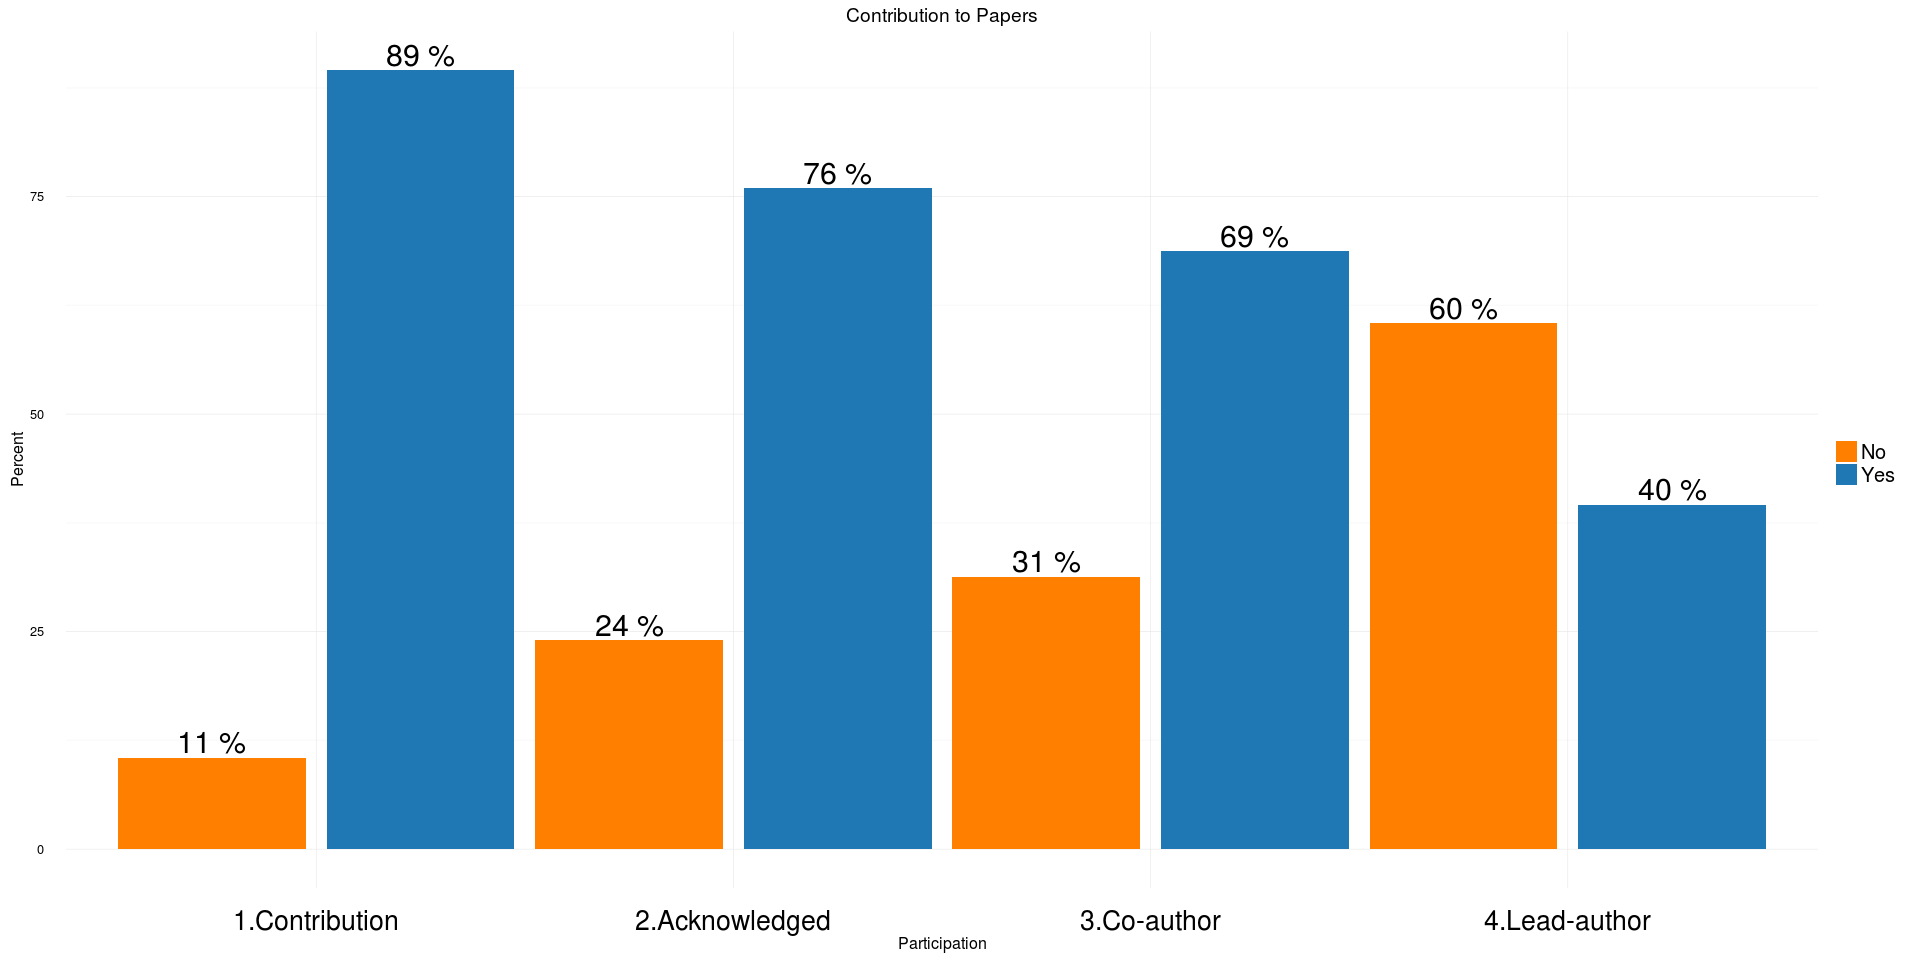 Contribution to Papers
89 %
76 %
69 %
60 %
40 %
31 %
24 %
11 %
75
50
25
0
Percent
No
Yes
1.Contribution
2.Acknowledged
3.Co-author
4.Lead-author
Participation